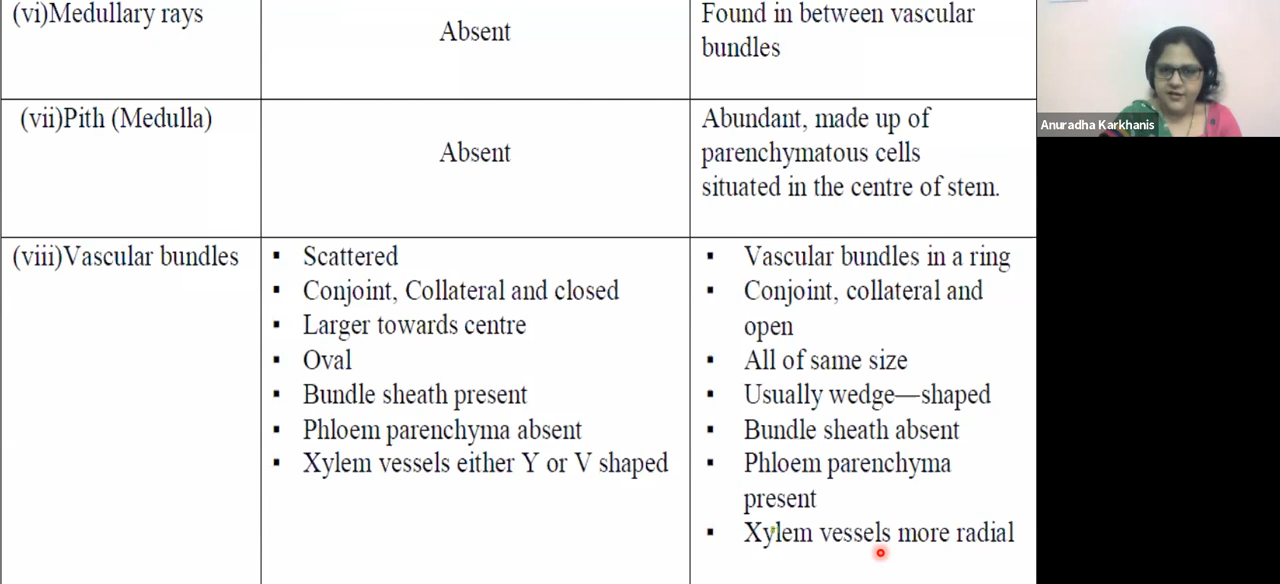 (vi)Medullary rays
Absent
Found in between vascular
bundles
Anuradha Karkhanis
(vii)Pith (Medulla)
Absent
Abundant, made up of
parenchymatous cells
situated in the centre of stem.
(viii)Vascular bundles
▪ Scattered
▪ Conjoint, Collateral and closed
▪ Larger towards centre
▪ Oval
▪ Bundle sheath present
▪ Phloem parenchyma absent
▪ Xylem vessels either Y or V shaped
▪ Vascular bundles in a ring
▪ Conjoint, collateral and
open
▪ All of same size
▪ Usually wedge—shaped
▪ Bundle sheath absent
▪ Phloem parenchyma
present
▪ Xylem vessels more radial